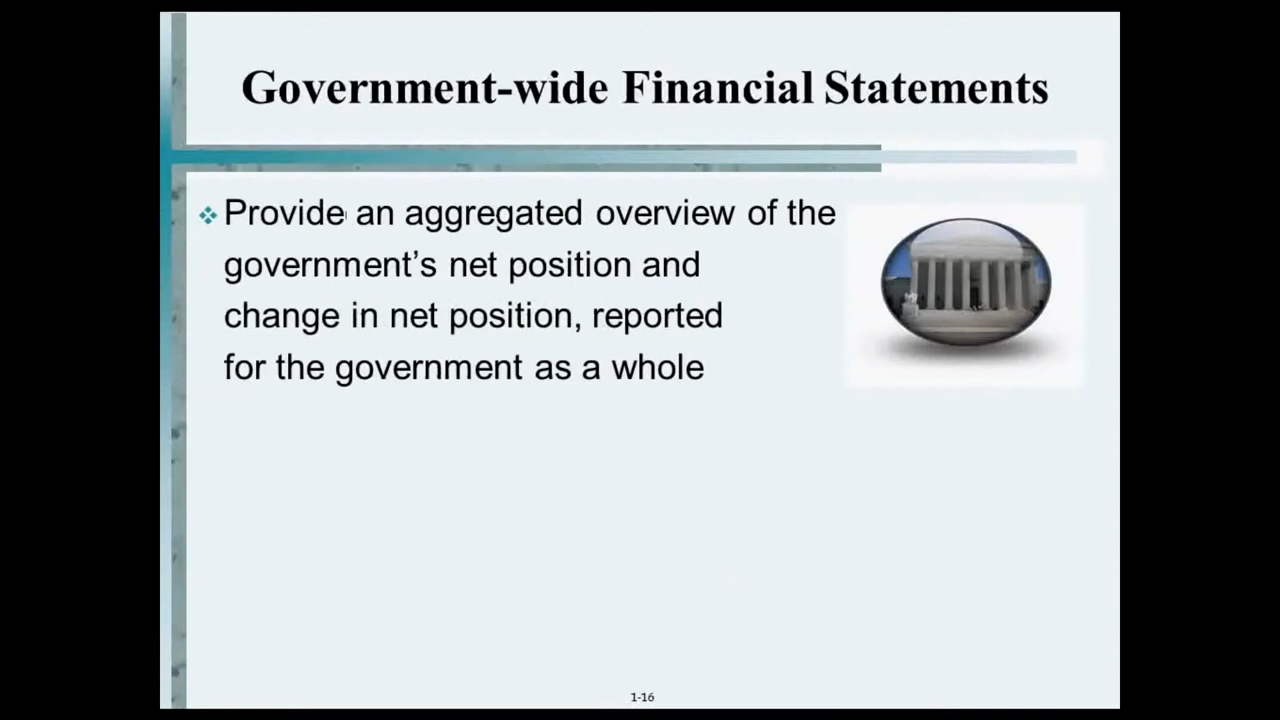 Government-wide Financial Statements
Provide an aggregated overview of the
government’s net position and
change in net position, reported
for the government as a whole
1-16